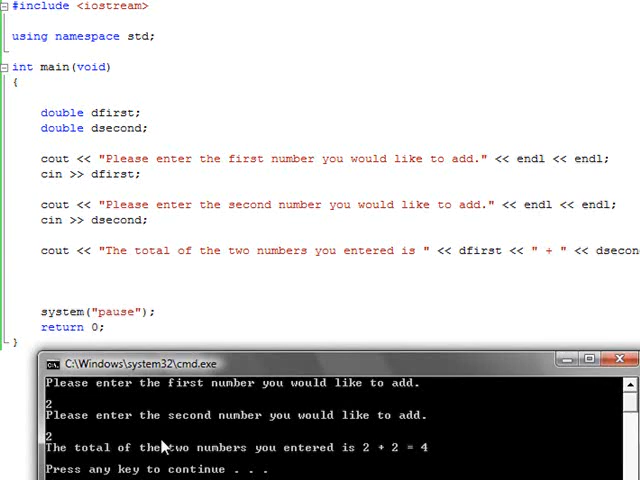 #include <iostream>
using namespace std;
int main(void)
{
double dfirst;
double dsecond;
cout << "Please enter the first number you would like to add." << endl << endl;
cin >> dfirst;
cout << "Please enter the second number you would like to add." << endl << endl;
cin >> dsecond;
cout << "The total of the two numbers you entered is " << dfirst << " + " << dsecon
system("pause");
return 0;
}
C:\Windows\system32\cmd.exe
Please enter the first number you would like to add.
2
Please enter the second number you would like to add.
2
The total of the two numbers you entered is 2 + 2 = 4
Press any key to continue . . .